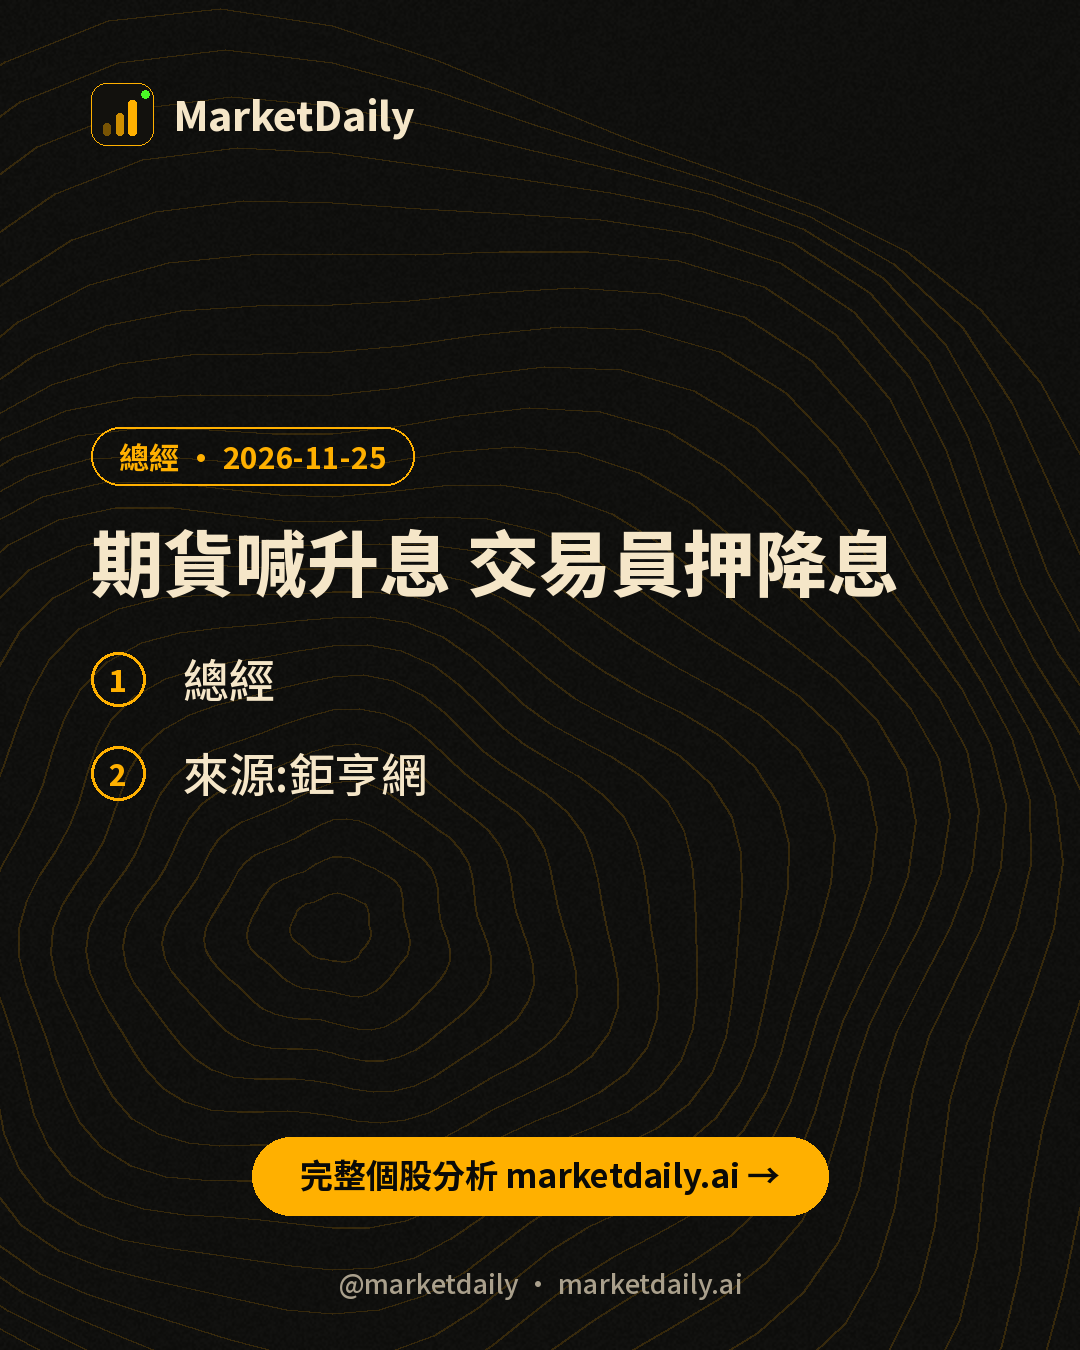 MarketDaily
總經 • 2026-11-25
期貨喊升息 交易員押降息
1 總經
2 來源:鉅亨網
完整個股分析 marketdaily.ai →
@marketdaily • marketdaily.ai